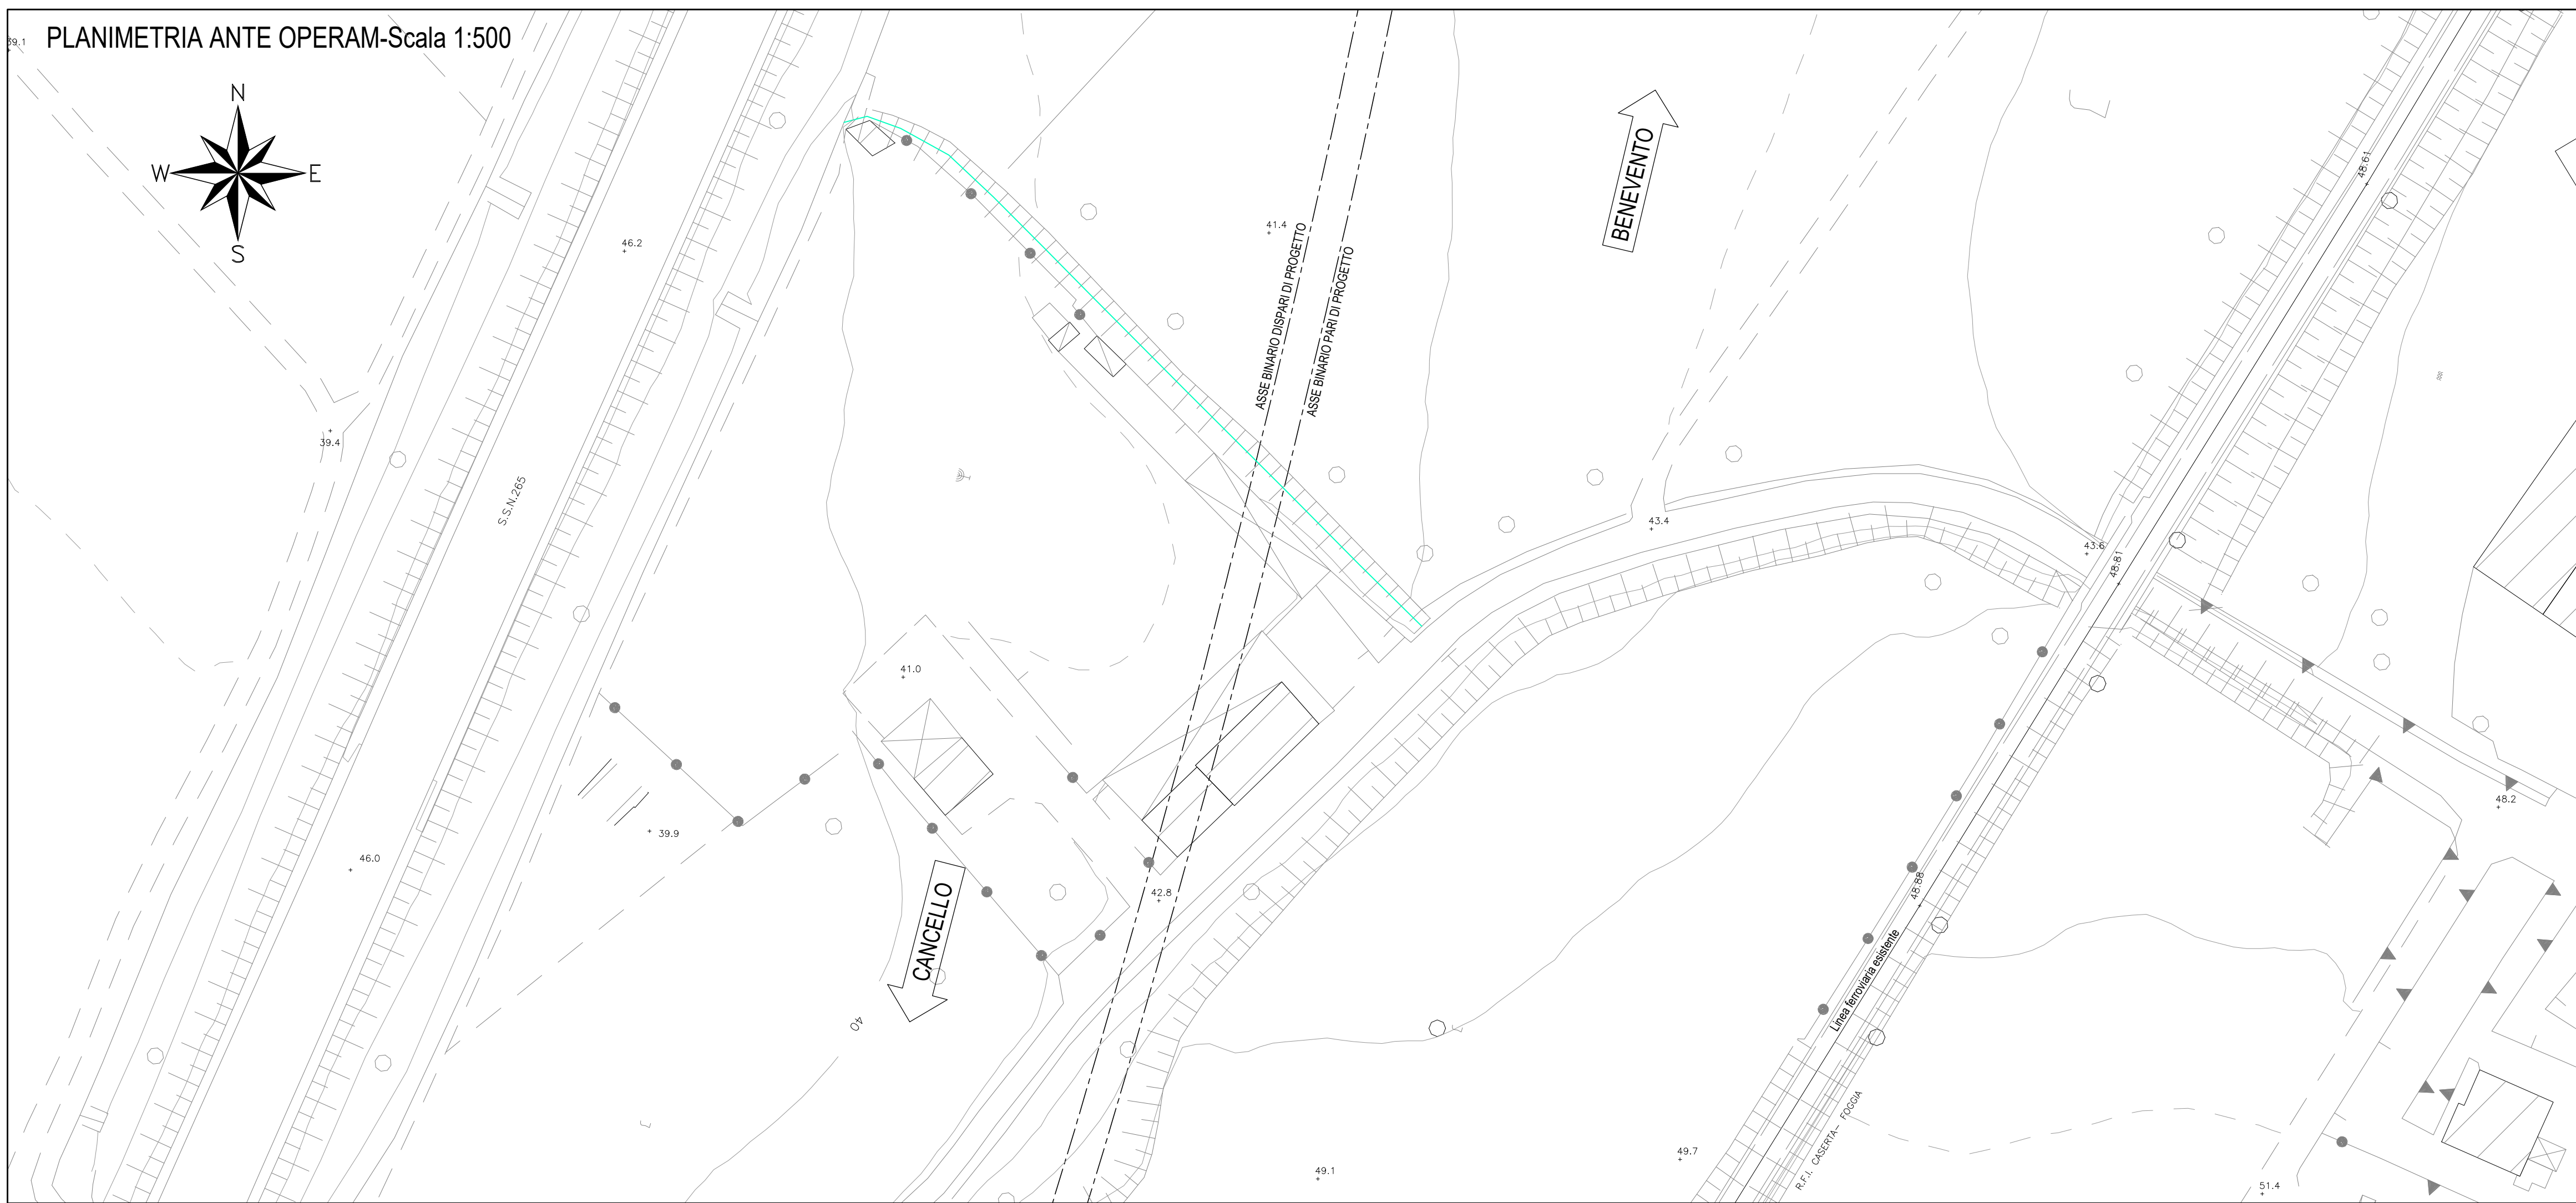 PLANIMETRIA ANTE OPERAM-Scala 1:500
39.1
N
W
E
S
46.2
41.4
BENEVENTO
48.61
ASSE BINARIO DISPARI DI PROGETTO
ASSE BINARIO PARI DI PROGETTO
39.4
S.S.N.265
43.4
43.6
48.81
41.0
39.9
46.0
CANCELLO
42.8
48.2
48.88
Linea ferroviaria esistente
40
R.F.I. CASERTA- FOGGIA
49.7
49.1
51.4